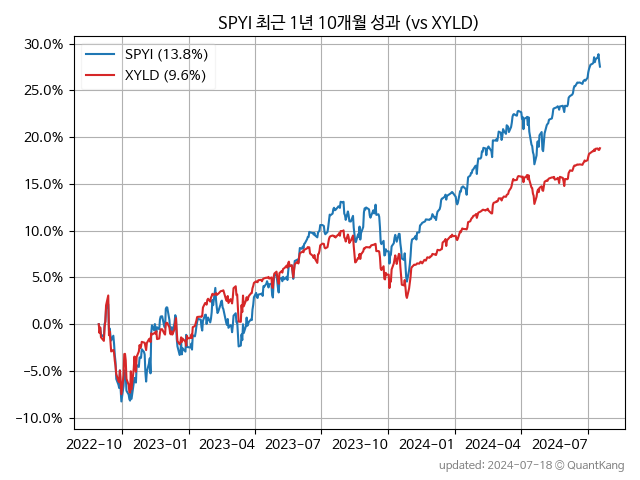 SPYI 최근 1년 10개월 성과 (vs XYLD)
30.0%
25.0%
20.0%
15.0%
10.0%
5.0%
0.0%
−5.0%
−10.0%
SPYI (13.8%)
XYLD (9.6%)
2022-10 2023-01 2023-04 2023-07 2023-10 2024-01 2024-04 2024-07
updated: 2024-07-18 © QuantKang